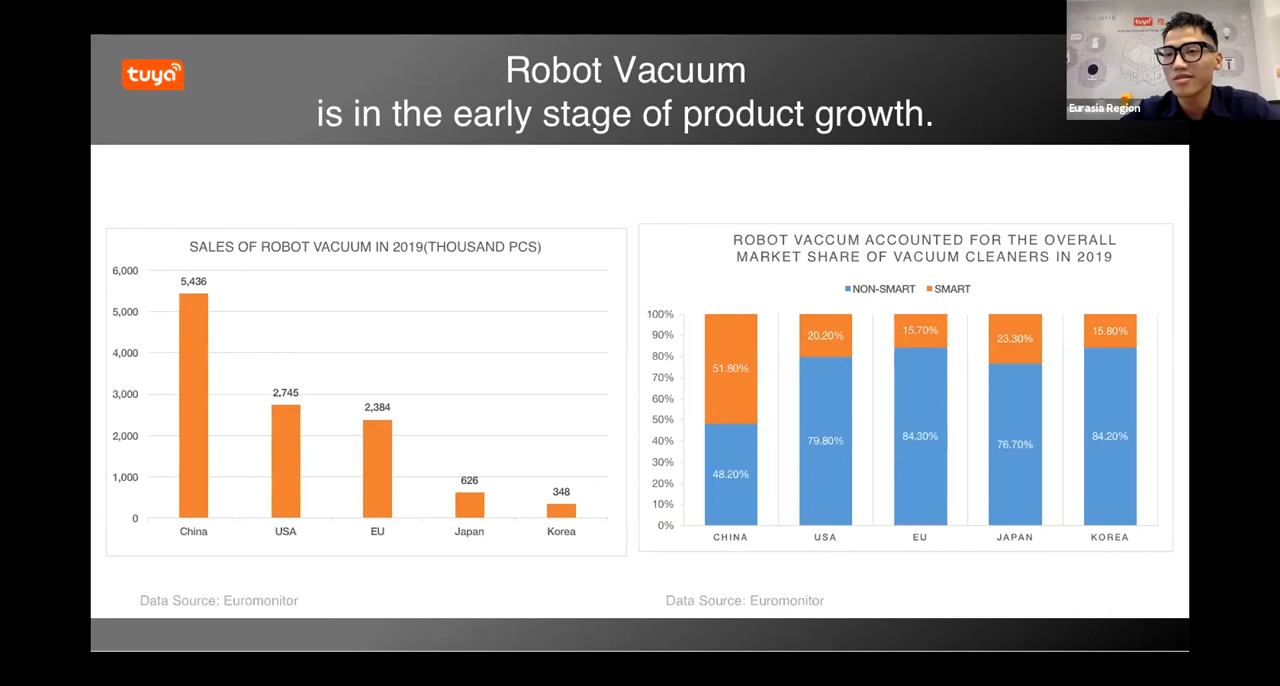 tuya
Robot Vacuum
is in the early stage of product growth.
tuya
Eurasia Region
SALES OF ROBOT VACUUM IN 2019(THOUSAND PCS)
6,000
5,000
4,000
3,000
2,000
1,000
0
5,436
2,745
2,384
626
348
China USA EU Japan Korea
Data Source: Euromonitor
ROBOT VACCUM ACCOUNTED FOR THE OVERALL
MARKET SHARE OF VACUUM CLEANERS IN 2019
NON-SMART SMART
100%
90%
80%
70%
60%
50%
40%
30%
20%
10%
0%
51.80% 20.20% 15.70% 23.30% 15.80%
48.20% 79.80% 84.30% 76.70% 84.20%
CHINA USA EU JAPAN KOREA
Data Source: Euromonitor